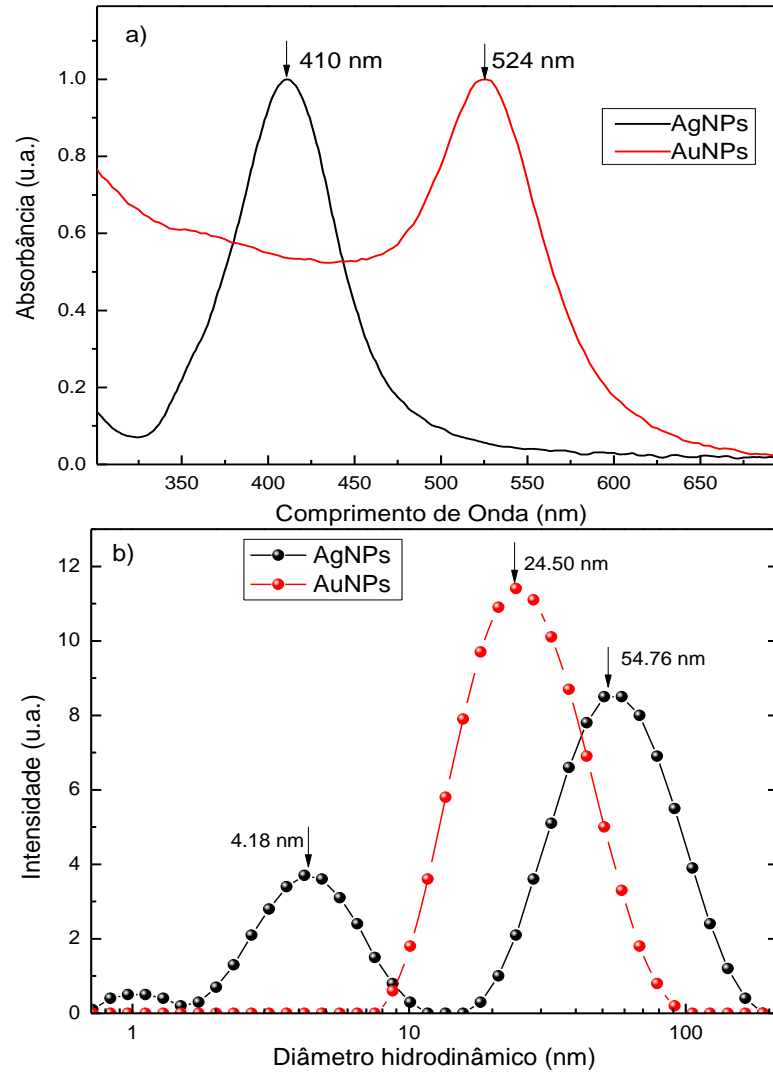 a)
410 nm
524 nm
AgNPs
AuNPs
Absorbância (u.a.)
1.0
0.8
0.6
0.4
0.2
0.0
350 400 450 500 550 600 650
Comprimento de Onda (nm)
b)
AgNPs
AuNPs
24.50 nm
54.76 nm
4.18 nm
Intensidade (u.a.)
12
10
8
6
4
2
0
1 10 100
Diâmetro hidrodinâmico (nm)